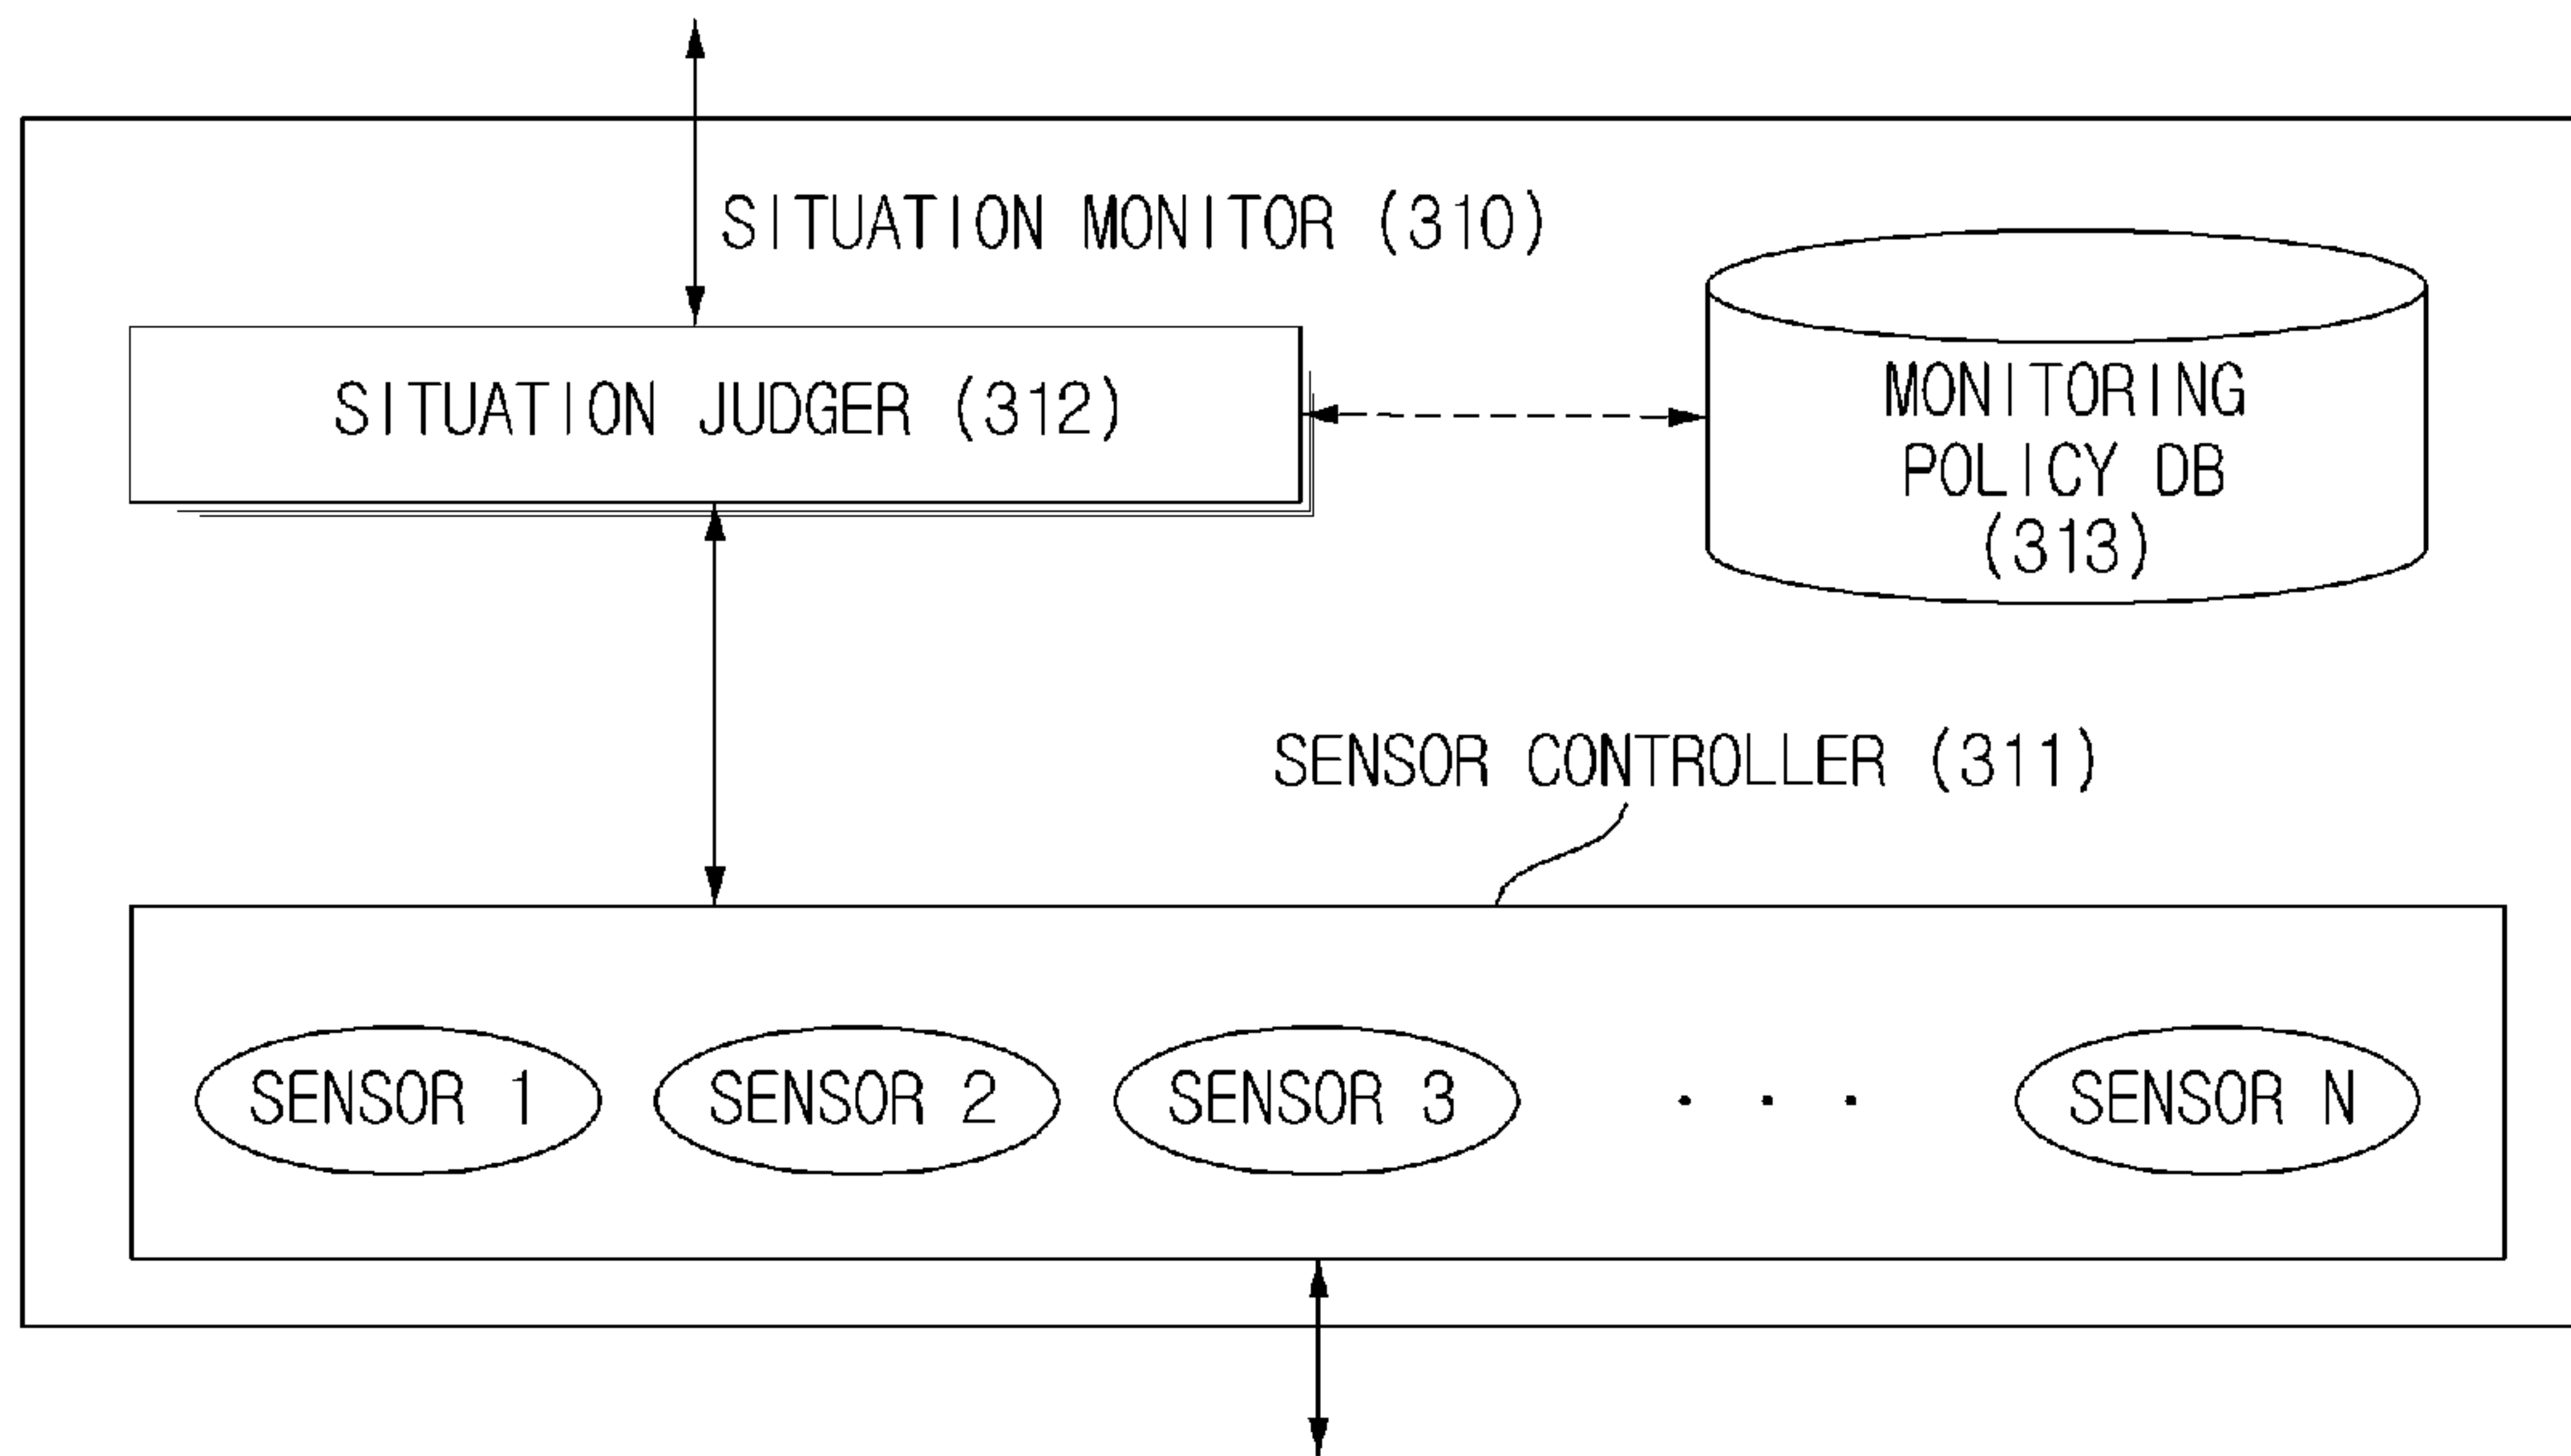 SITUATION MONITOR (310)
SITUATION JUDGER (312)
MONITORING
POLICY DB
(313)
SENSOR CONTROLLER (311)
SENSOR 1
SENSOR 2
SENSOR 3
. . .
SENSOR N